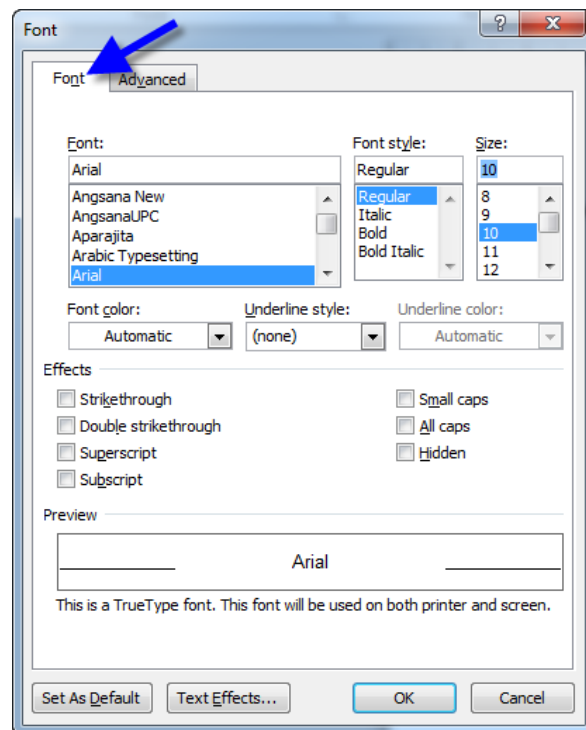 Font
Font Advanced
Font: Font style: Size:
Arial Regular 10
Angsana New Regular 8
AngsanaUPC Italic 9
Aparajita Bold 10
Arabic Typesetting Bold Italic 11
Arial 12
Font color: Underline style: Underline color:
Automatic (none) Automatic
Effects
Strikethrough Small caps
Double strikethrough All caps
Superscript Hidden
Subscript
Preview
Arial
This is a TrueType font. This font will be used on both printer and screen.
Set As Default Text Effects... OK Cancel